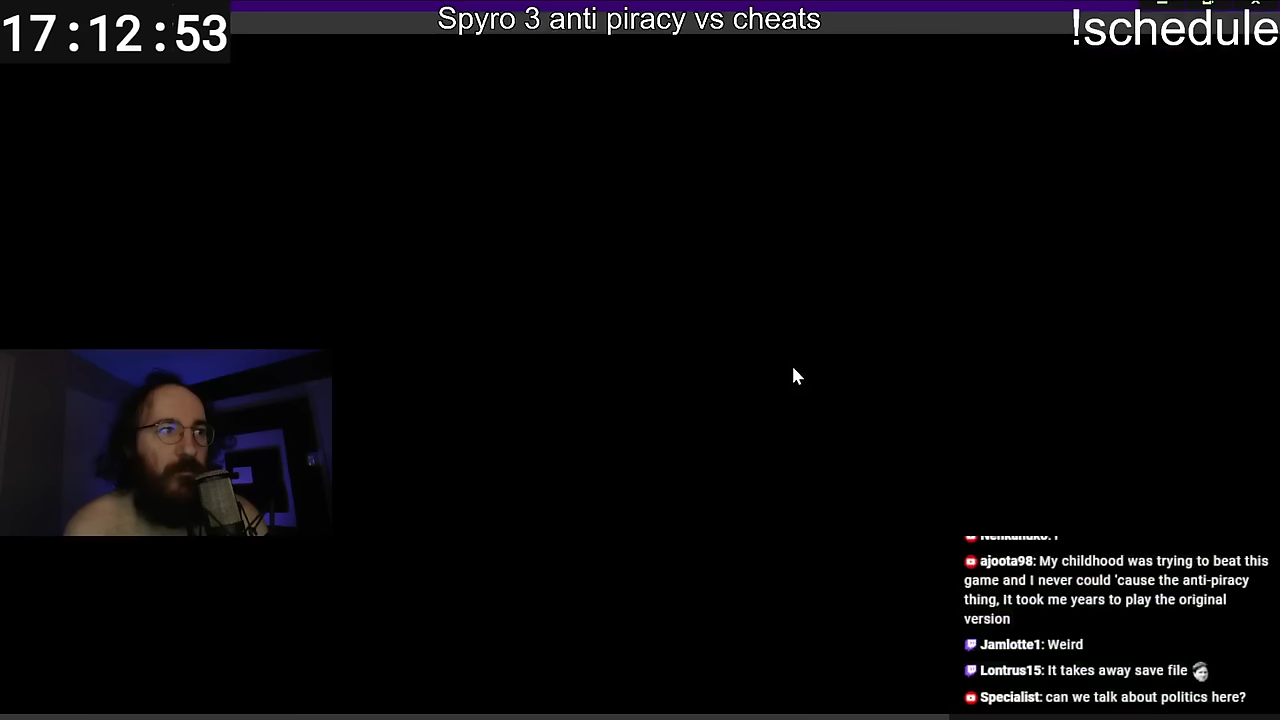 17:12:53
Spyro 3 anti piracy vs cheats
!schedule
ajoota98: My childhood was trying to beat this
game and I never could 'cause the anti-piracy
thing, It took me years to play the original
version
Jamlotte1: Weird
Lontrus15: It takes away save file
Specialist: can we talk about politics here?